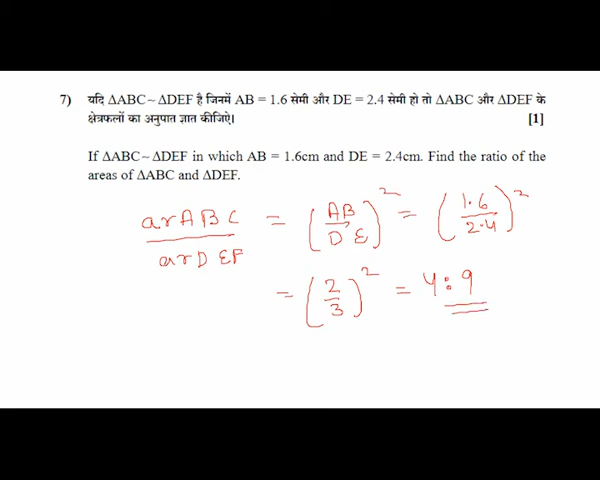 7) यदि ΔABC ~ ΔDEF है जिनमें AB = 1.6 सेमी और DE = 2.4 सेमी हो तो ΔABC और ΔDEF के
क्षेत्रफलों का अनुपात ज्ञात कीजिए। [1]
If ΔABC ~ ΔDEF in which AB = 1.6cm and DE = 2.4cm. Find the ratio of the
areas of ΔABC and ΔDEF.
arABC / arDEF = (AB/DE)² = (1.6/2.4)²
= (2/3)² = 4:9